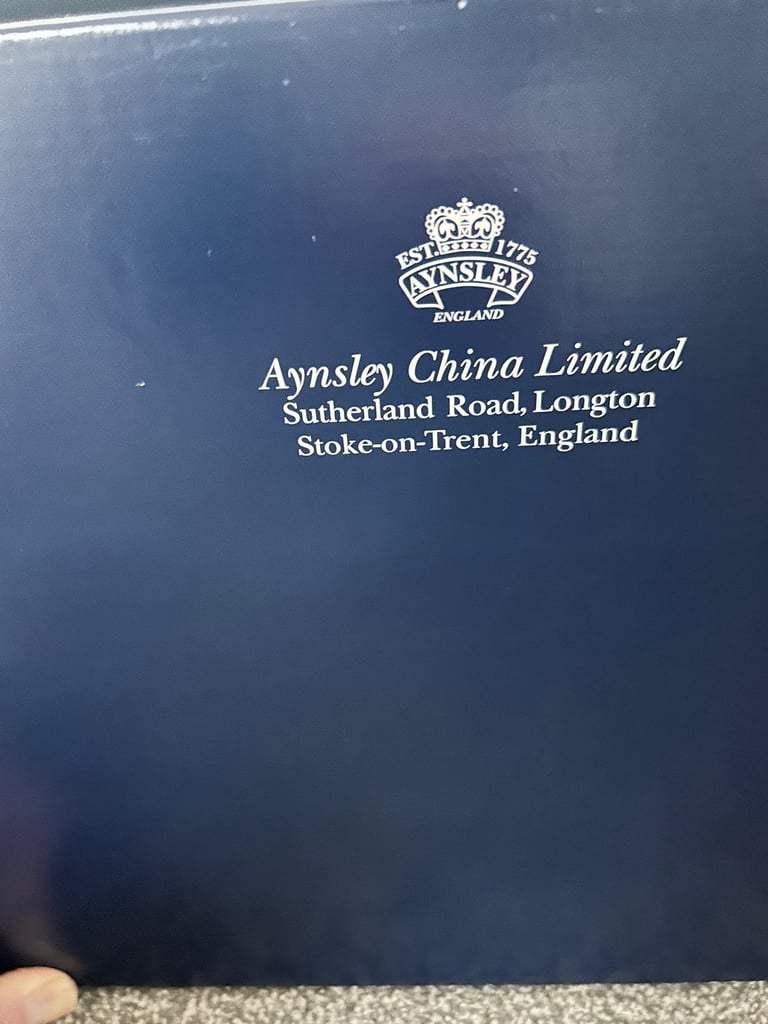 EST. 1775
AYNSLEY
ENGLAND
Aynsley China Limited
Sutherland Road, Longton
Stoke-on-Trent, England